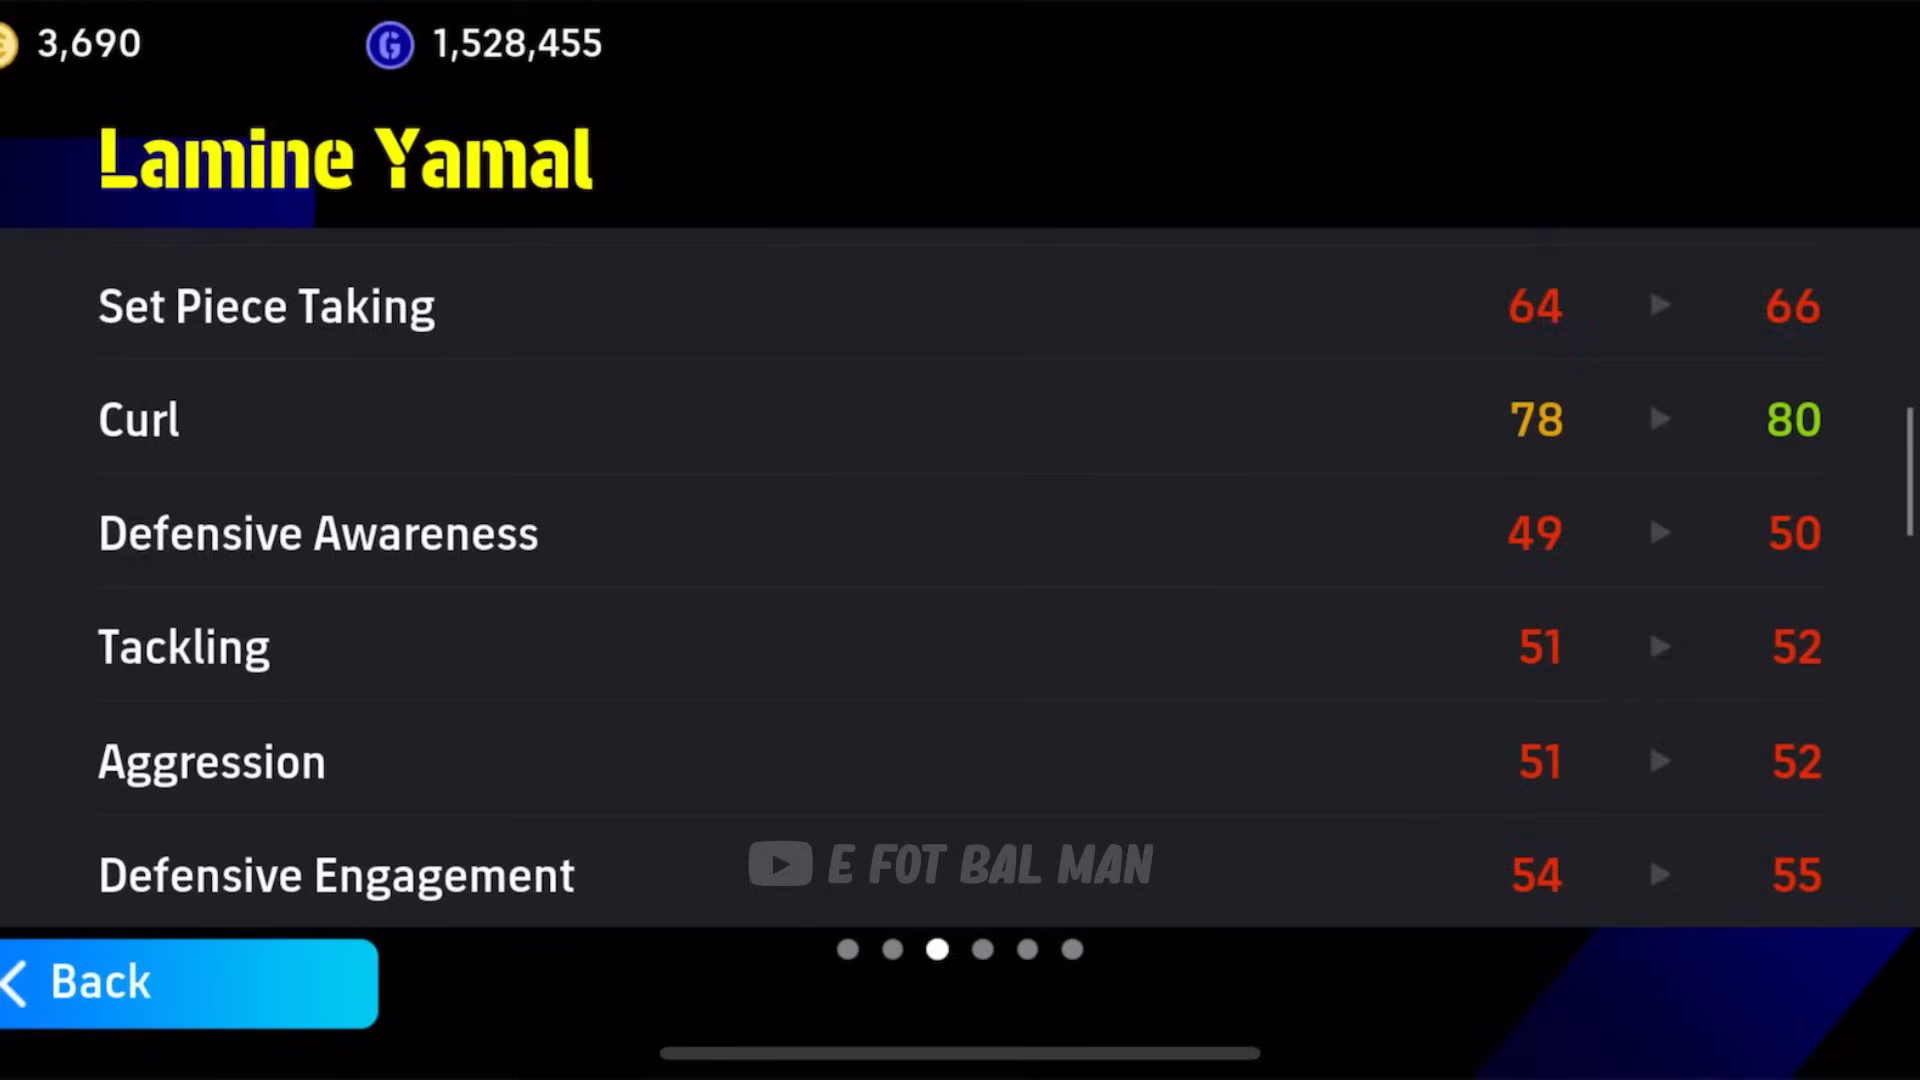 3,690 1,528,455
Lamine Yamal
Set Piece Taking 64 66
Curl 78 80
Defensive Awareness 49 50
Tackling 51 52
Aggression 51 52
E FOT BAL MAN
Defensive Engagement 54 55
Back